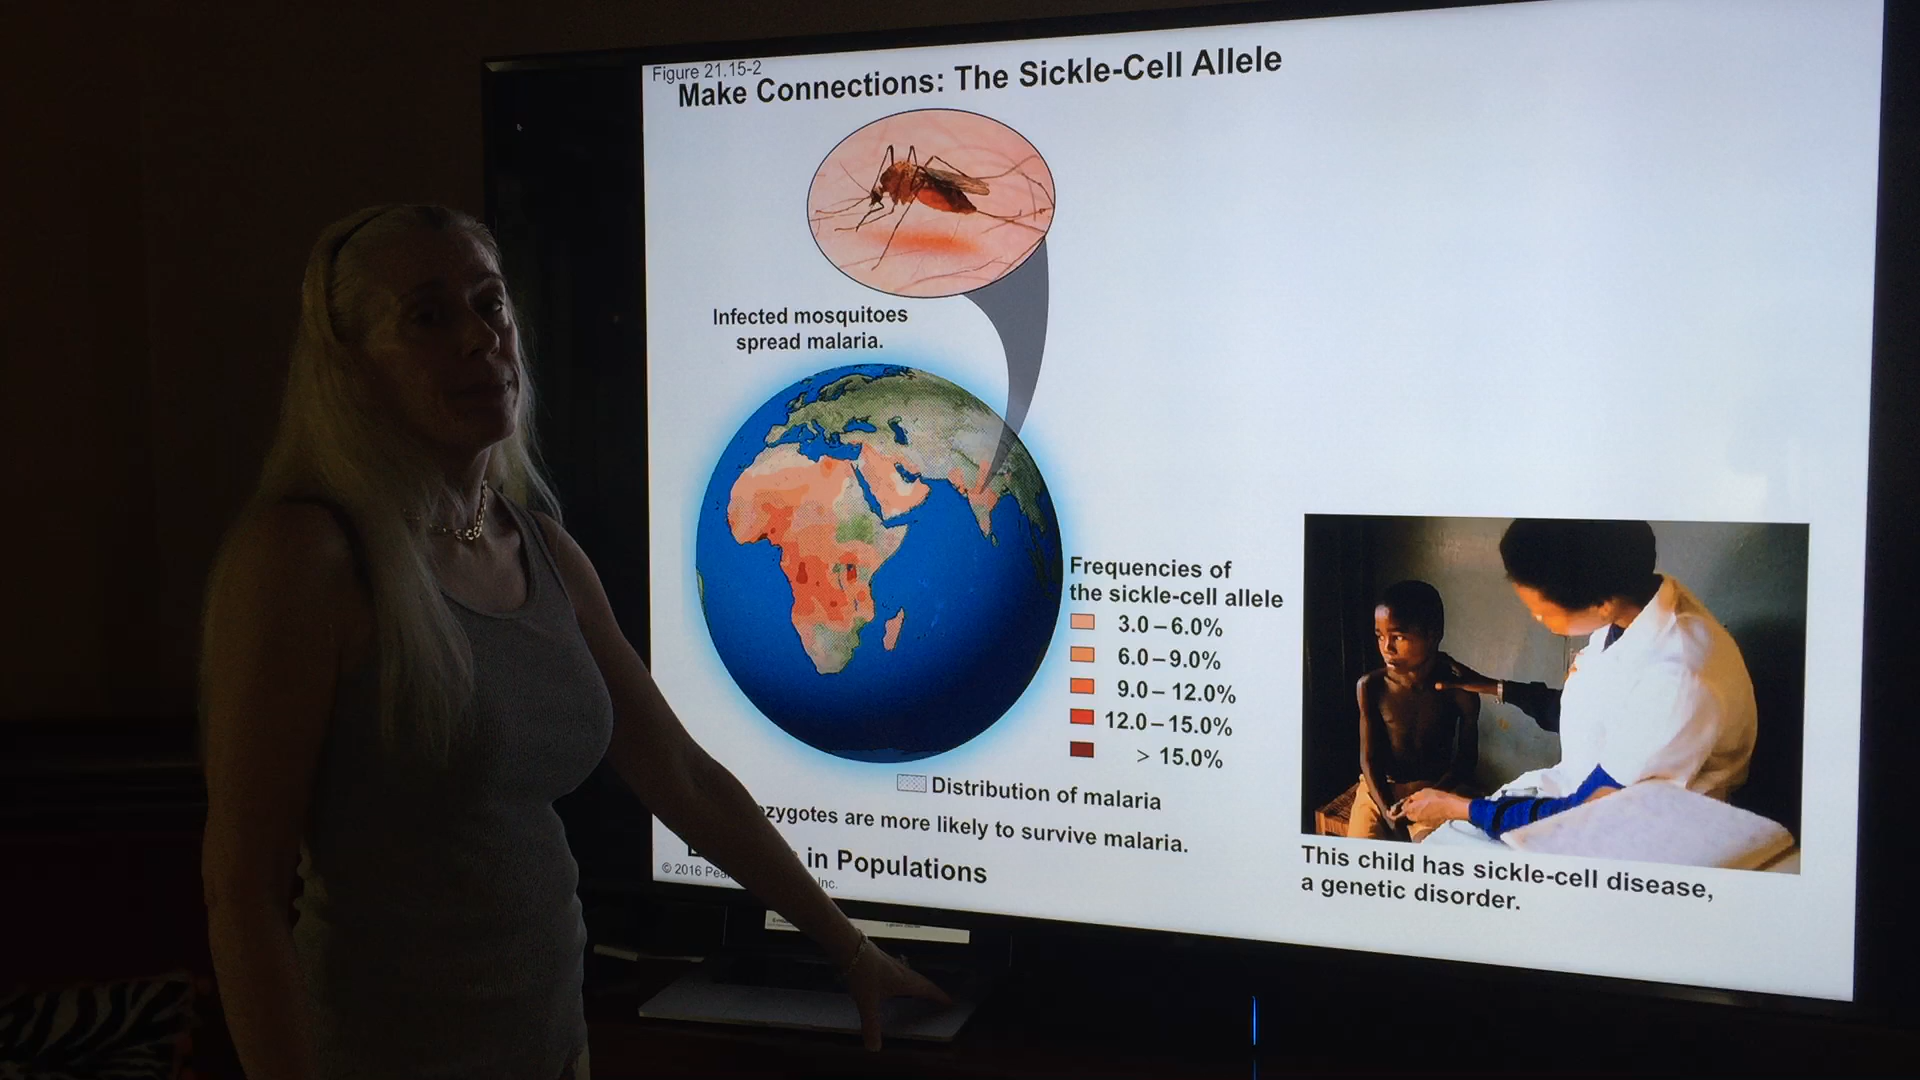 Figure 21.15-2
Make Connections: The Sickle-Cell Allele
Infected mosquitoes
spread malaria.
Frequencies of
the sickle-cell allele
3.0 – 6.0%
6.0 – 9.0%
9.0 – 12.0%
12.0 – 15.0%
> 15.0%
Distribution of malaria
are more likely to survive malaria.
in Populations
© 2016
Inc.
This child has sickle-cell disease,
a genetic disorder.